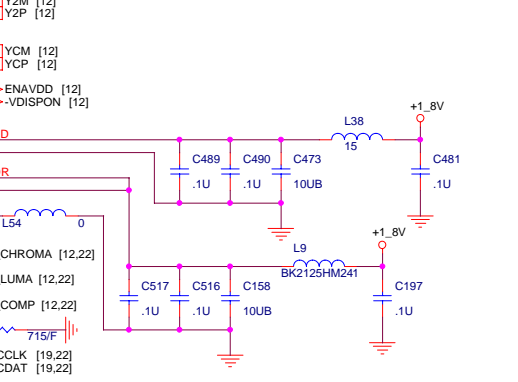 Y2M [12]
Y2P [12]
YCM [12]
YCP [12]
ENAVDD [12]
-VDISPON [12]
+1_8V
D
L38
15
C489
C490
C473
C481
.1U
.1U
10UB
.1U
R
L54
0
+1_8V
L9
BK2125HM241
CHROMA [12,22]
LUMA [12,22]
COMP [12,22]
C517
C516
C158
C197
.1U
.1U
10UB
.1U
715/F
CCLK [19,22]
CDAT [19,22]